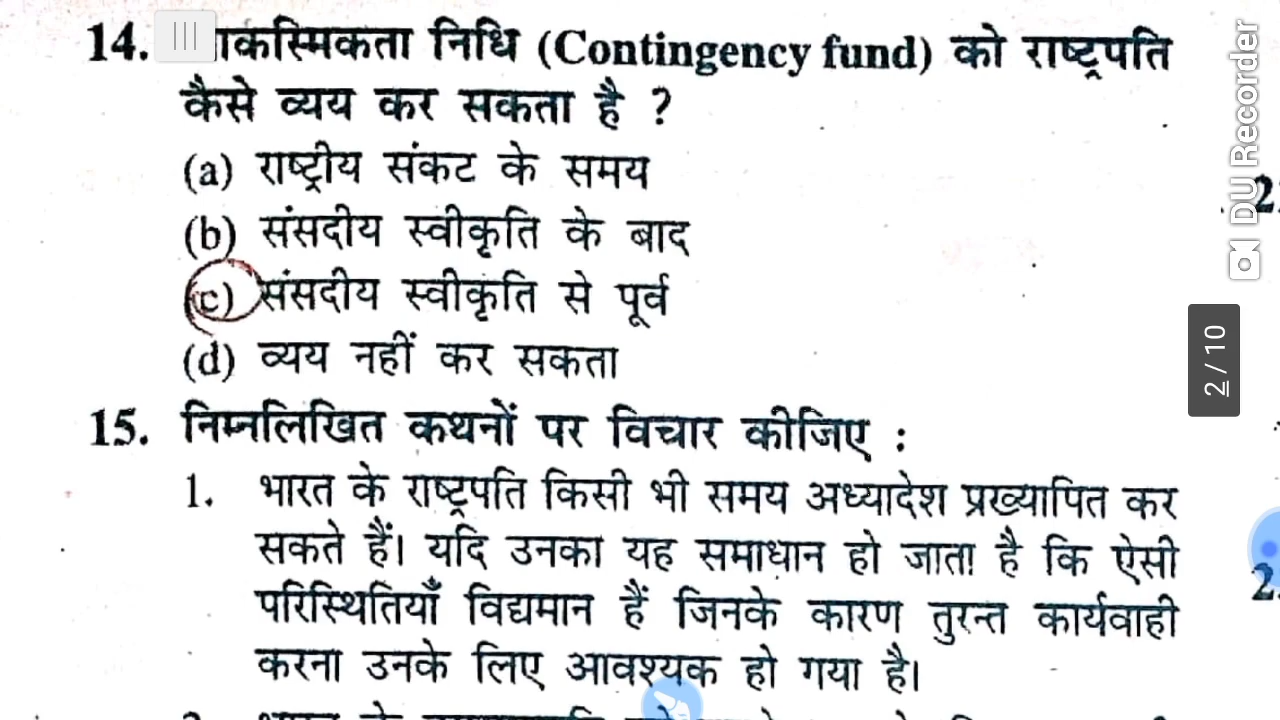 14. ाकस्मिकता निधि (Contingency fund) को राष्ट्रपति
कैसे व्यय कर सकता है ?
(a) राष्ट्रीय संकट के समय
(b) संसदीय स्वीकृति के बाद
(c) संसदीय स्वीकृति से पूर्व
(d) व्यय नहीं कर सकता
15. निम्नलिखित कथनों पर विचार कीजिए :
1. भारत के राष्ट्रपति किसी भी समय अध्यादेश प्रख्यापित कर
सकते हैं। यदि उनका यह समाधान हो जाता है कि ऐसी
परिस्थितियाँ विद्यमान हैं जिनके कारण तुरन्त कार्यवाही
करना उनके लिए आवश्यक हो गया है।
DU Recorder
2 / 10